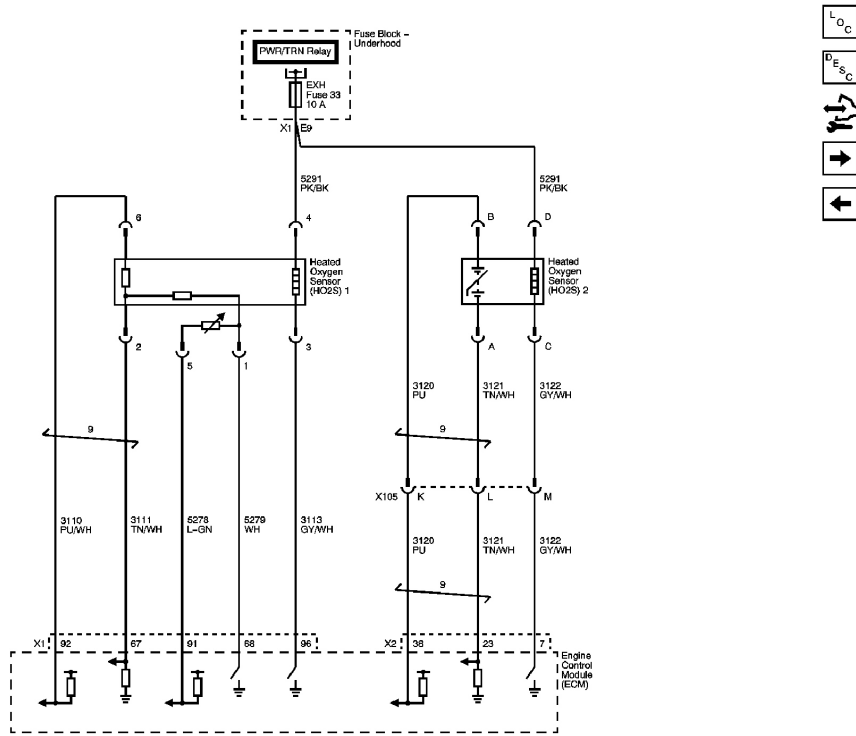 Fuse Block –
Underhood
PWR/TRN Relay
EXH
Fuse 33
10 A
X1 E9
5291
PK/BK
5291
PK/BK
6
4
B
D
Heated
Oxygen
Sensor
(HO2S) 1
Heated
Oxygen
Sensor
(HO2S) 2
2
5
1
3
A
C
3120
PU
3121
TN/WH
3122
GY/WH
9
9
X105 K
L
M
3110
PU/WH
3111
TN/WH
5278
L-GN
5279
WH
3113
GY/WH
3120
PU
3121
TN/WH
3122
GY/WH
9
X1 92 67 91 68 96
X2 38 23 7
Engine
Control
Module
(ECM)
LOC
DESC